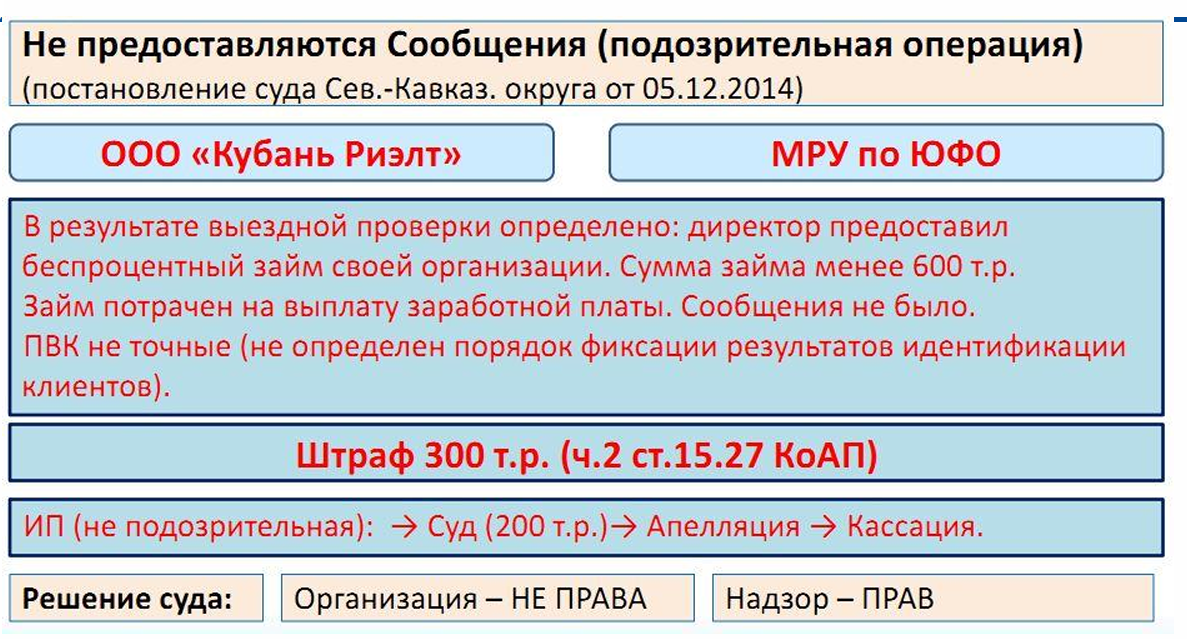 Не предоставляются Сообщения (подозрительная операция)
(постановление суда Сев.-Кавказ. округа от 05.12.2014)
ООО «Кубань Риэлт»
МРУ по ЮФО
В результате выездной проверки определено: директор предоставил
беспроцентный займ своей организации. Сумма займа менее 600 т.р.
Займ потрачен на выплату заработной платы. Сообщения не было.
ПВК не точные (не определен порядок фиксации результатов идентификации
клиентов).
Штраф 300 т.р. (ч.2 ст.15.27 КоАП)
ИП (не подозрительная): → Суд (200 т.р.)→ Апелляция → Кассация.
Решение суда:
Организация – НЕ ПРАВА
Надзор – ПРАВ